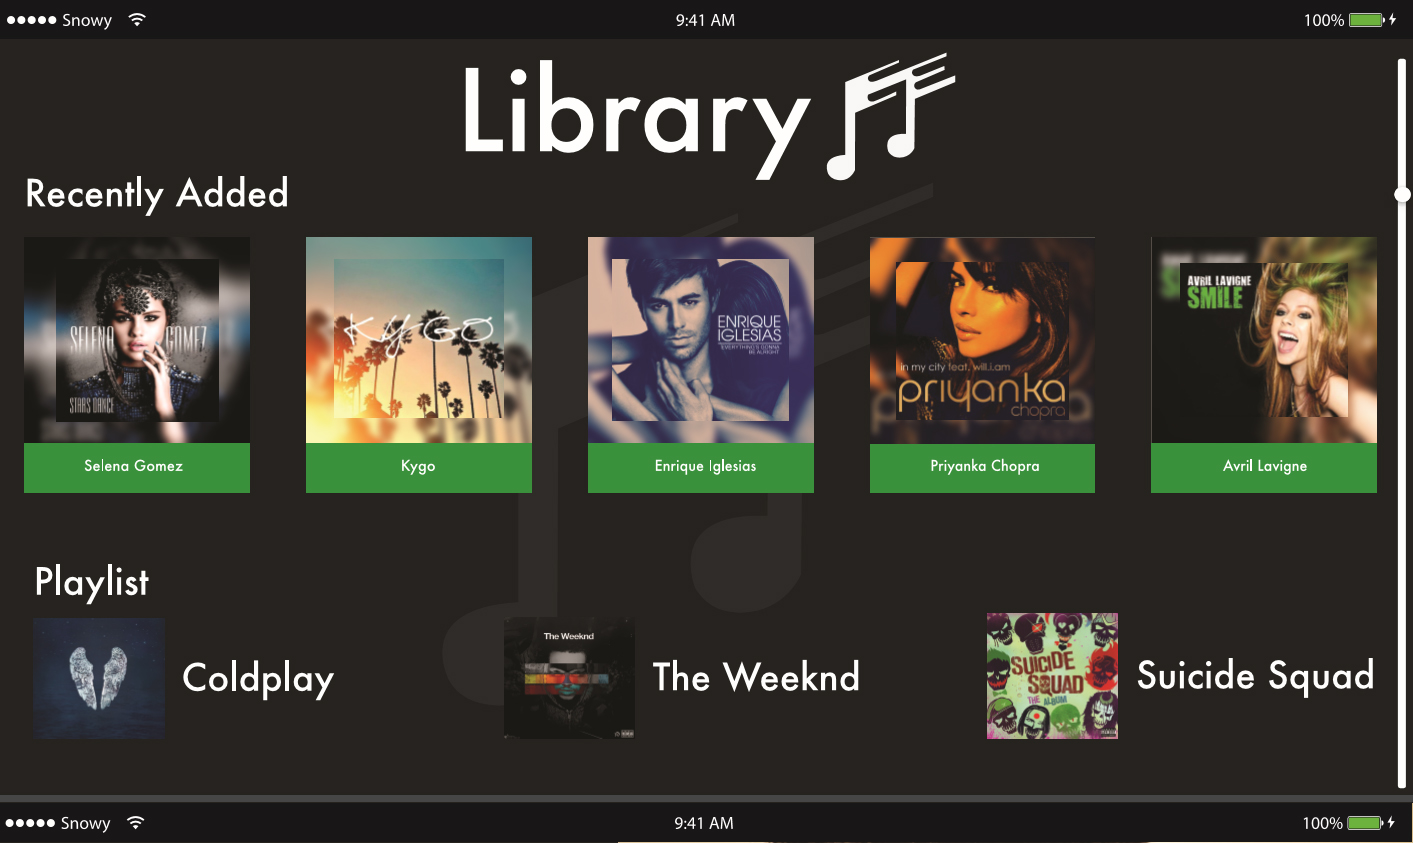 Snowy 9:41 AM 100%
Library
Recently Added
SELENA GOMEZ
STARS DANCE
KYGO
ENRIQUE
IGLESIAS
EVERYTHING'S GONNA
BE ALRIGHT
in my city feat. will.i.am
priyanka
chopra
AVRIL LAVIGNE
SMILE
Selena Gomez
Kygo
Enrique Iglesias
Priyanka Chopra
Avril Lavigne
Playlist
The Weeknd
SUICIDE
SQUAD
THE ALBUM
Coldplay
The Weeknd
Suicide Squad
Snowy 9:41 AM 100%